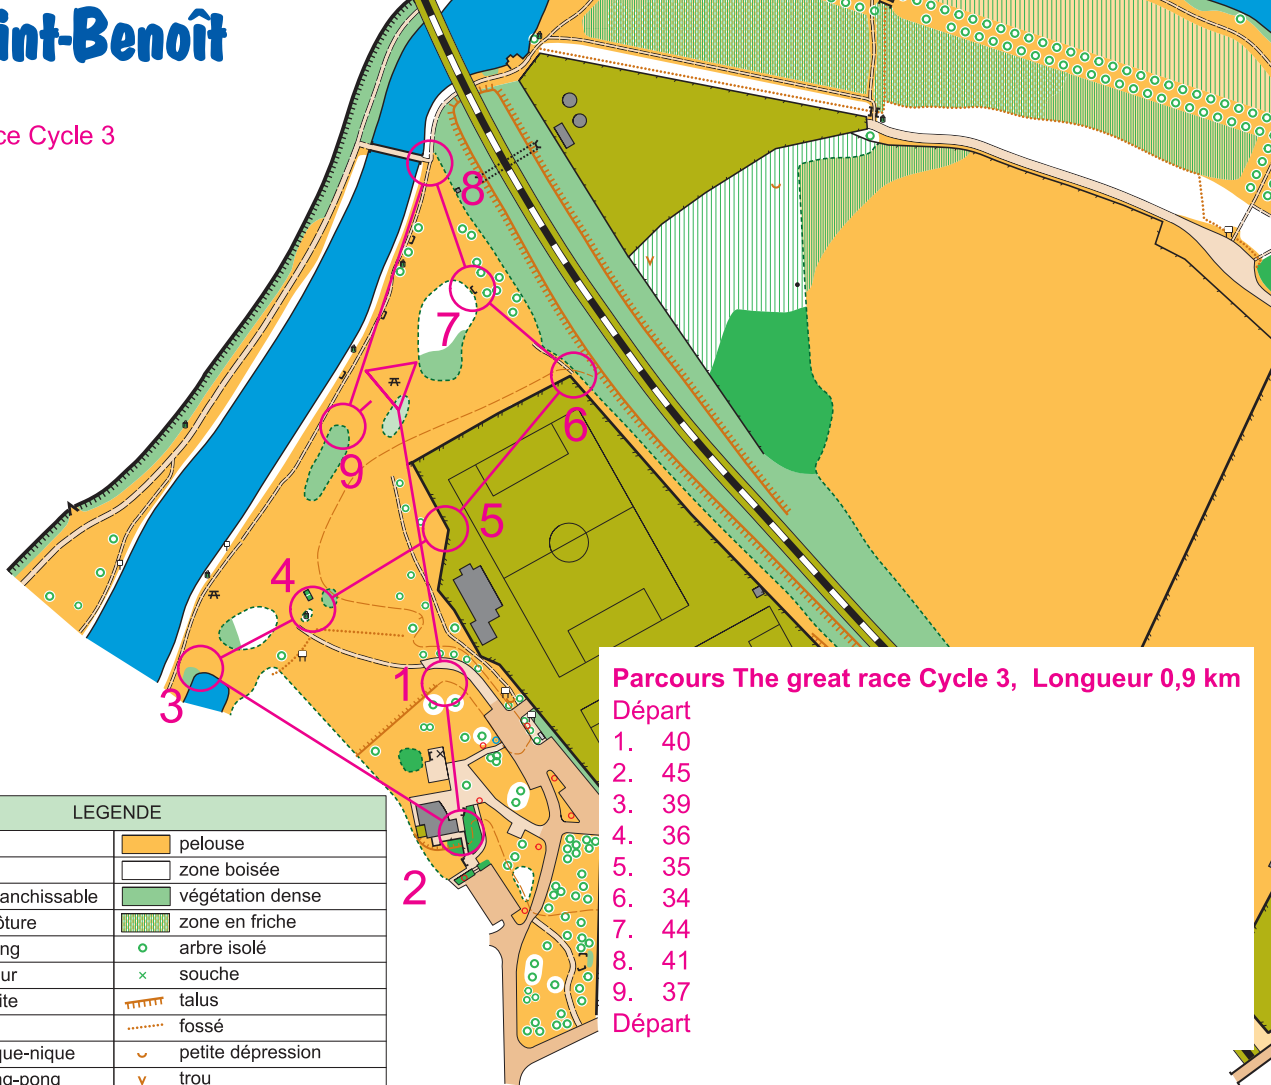 int-Benoît
ce Cycle 3
8
7
6
9
5
4
3
1
2
Parcours The great race Cycle 3, Longueur 0,9 km
Départ
1. 40
2. 45
3. 39
4. 36
5. 35
6. 34
7. 44
8. 41
9. 37
Départ
LEGENDE
pelouse
zone boisée
anchissable végétation dense
ôture zone en friche
ng arbre isolé
ur souche
ite talus
fossé
que-nique petite dépression
ng-pong trou